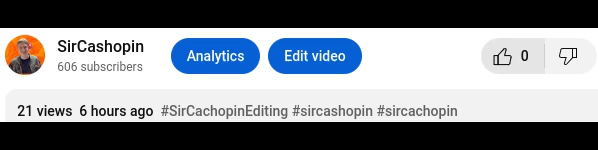 SirCashopin
606 subscribers
Analytics
Edit video
0
21 views 6 hours ago #SirCachopinEditing #sircashopin #sircachopin